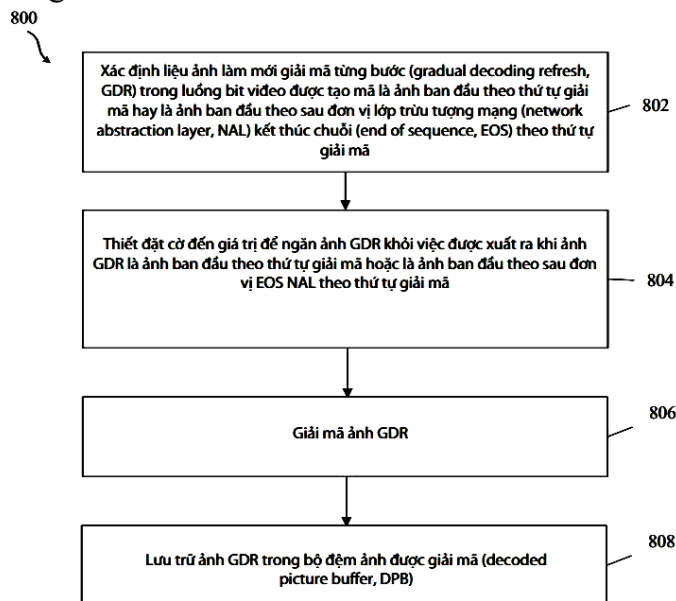 800
Xác định liệu ảnh làm mới giải mã từng bước (gradual decoding refresh,
GDR) trong luồng bit viđeo được tạo mã là ảnh ban đầu theo thứ tự giải
mã hay là ảnh ban đầu theo sau đơn vị lớp trừu tượng mạng (network
abstraction layer, NAL) kết thúc chuỗi (end of sequence, EOS) theo thứ tự
giải mã
802
Thiết đặt cờ đến giá trị để ngăn ảnh GDR khỏi việc được xuất ra khi ảnh
GDR là ảnh ban đầu theo thứ tự giải mã hoặc là ảnh ban đầu theo sau đơn
vị EOS NAL theo thứ tự giải mã
804
Giải mã ảnh GDR
806
Lưu trữ ảnh GDR trong bộ đệm ảnh được giải mã (decoded
picture buffer, DPB)
808